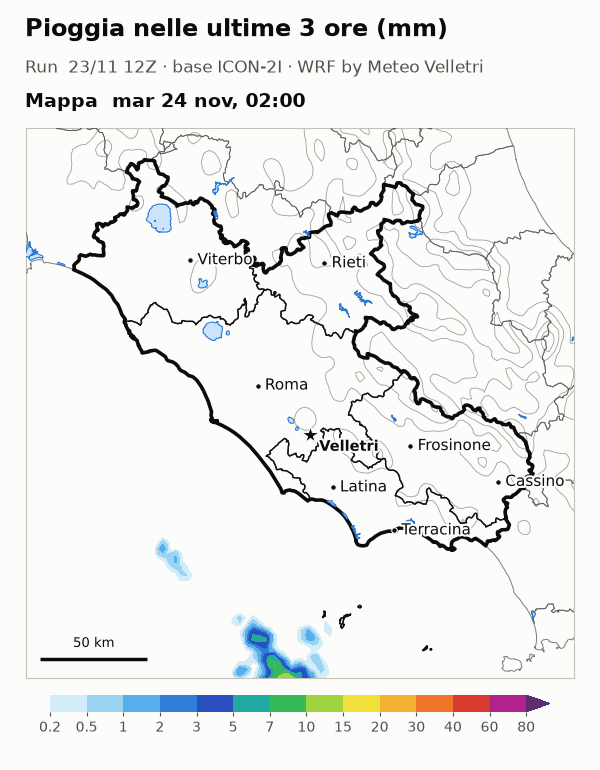 Pioggia nelle ultime 3 ore (mm)
Run 23/11 12Z · base ICON-2I · WRF by Meteo Velletri
Mappa mar 24 nov, 02:00
Viterbo
Rieti
Roma
Velletri
Frosinone
Latina
Cassino
Terracina
50 km
0.2 0.5 1 2 3 5 7 10 15 20 30 40 60 80